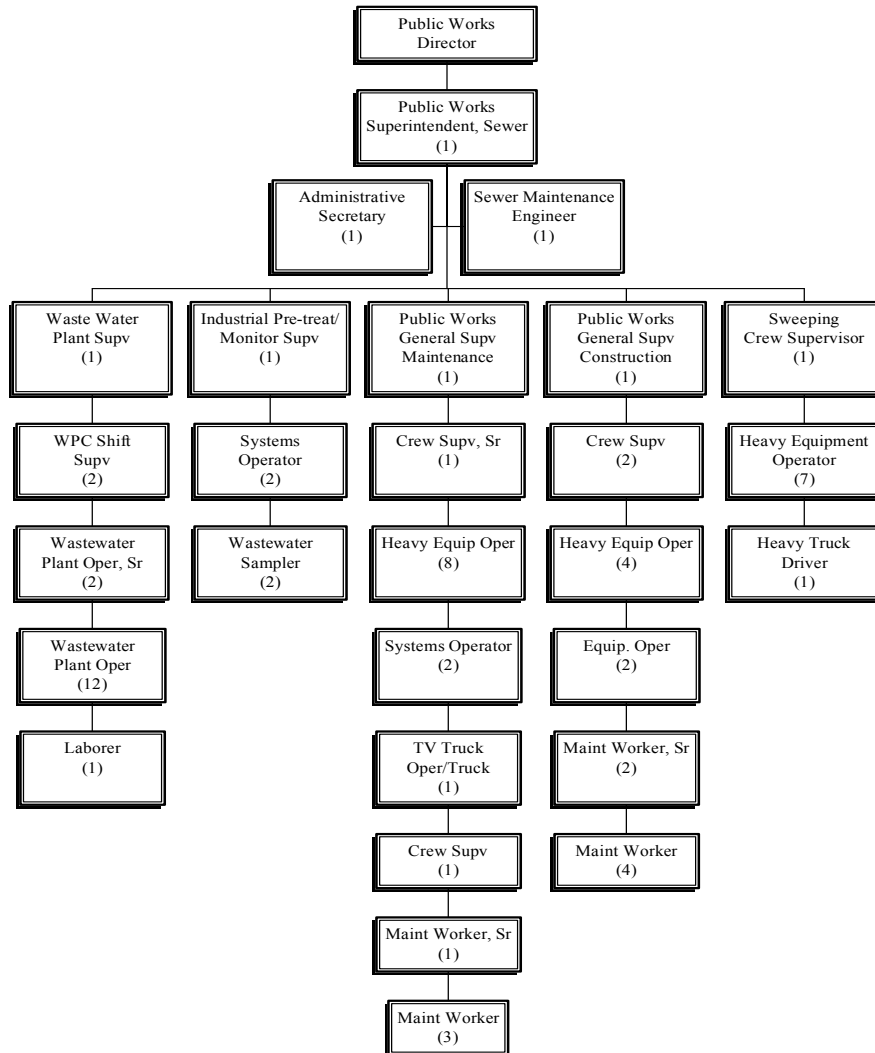 Public Works
Director
Public Works
Superintendent, Sewer
(1)
Administrative
Secretary
(1)
Sewer Maintenance
Engineer
(1)
Waste Water
Plant Supv
(1)
Industrial Pre-treat/
Monitor Supv
(1)
Public Works
General Supv
Maintenance
(1)
Public Works
General Supv
Construction
(1)
Sweeping
Crew Supervisor
(1)
WPC Shift
Supv
(2)
Systems
Operator
(2)
Crew Supv, Sr
(1)
Crew Supv
(2)
Heavy Equipment
Operator
(7)
Wastewater
Plant Oper, Sr
(2)
Wastewater
Sampler
(2)
Heavy Equip Oper
(8)
Heavy Equip Oper
(4)
Heavy Truck
Driver
(1)
Wastewater
Plant Oper
(12)
Systems Operator
(2)
Equip. Oper
(2)
Laborer
(1)
TV Truck
Oper/Truck
(1)
Maint Worker, Sr
(2)
Crew Supv
(1)
Maint Worker
(4)
Maint Worker, Sr
(1)
Maint Worker
(3)